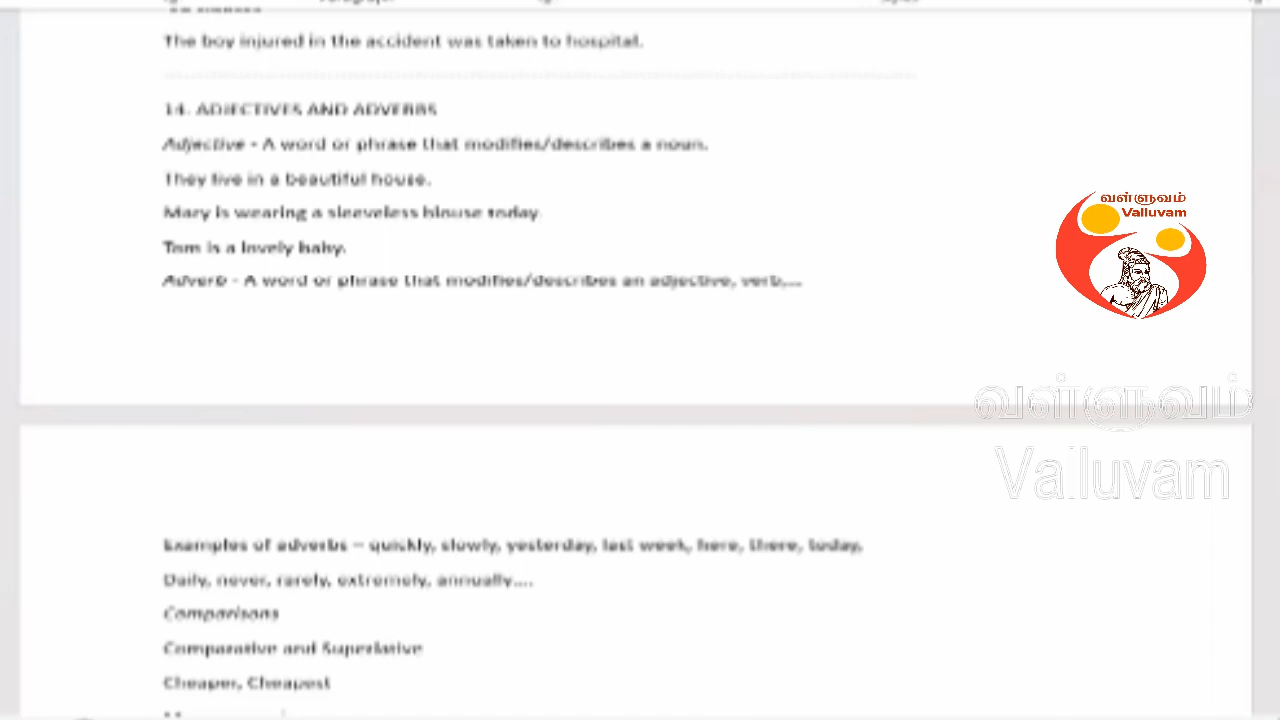 The boy injured in the accident was taken to hospital.
14. ADJECTIVES AND ADVERBS
Adjective - A word or phrase that modifies/describes a noun.
They live in a beautiful house.
Mary is wearing a sleeveless blouse today.
Tom is a lovely baby.
Adverb - A word or phrase that modifies/describes an adjective, verb,...
வள்ளுவம்
Valluvam
வள்ளுவம்
Valluvam
Examples of adverbs – quickly, slowly, yesterday, last week, here, there, today,
Daily, never, rarely, extremely, annually....
Comparisons
Comparative and Superlative
Cheaper, Cheapest